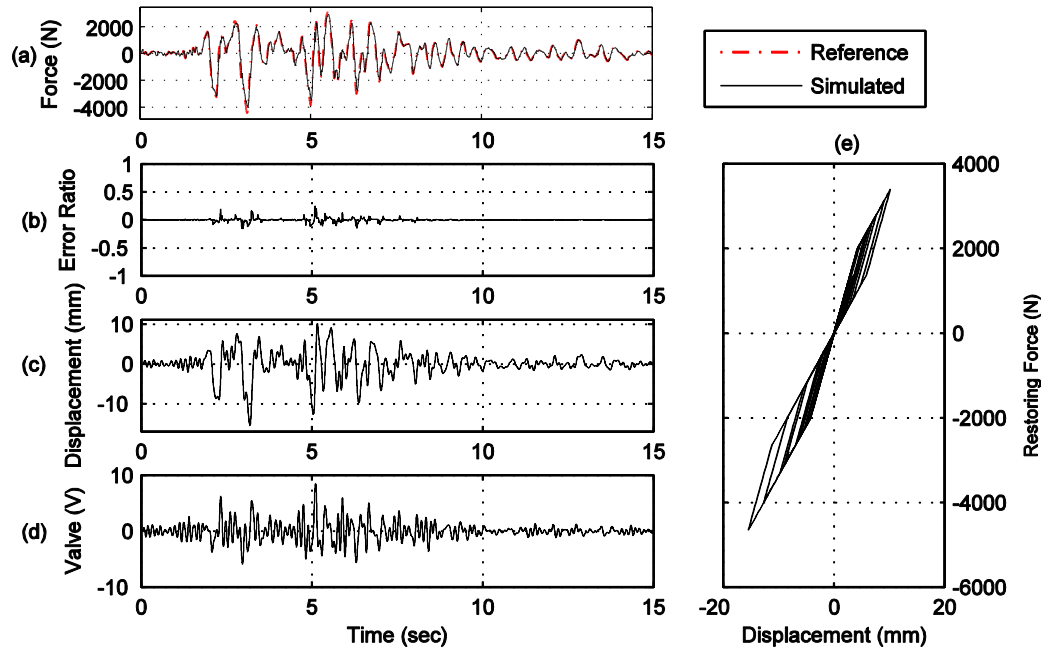 (a)
Force (N)
2000
0
-2000
-4000
0
5
10
15
Reference
Simulated
(b)
Error Ratio
1
0.5
0
-0.5
-1
0
5
10
15
(c)
Displacement (mm)
10
0
-10
0
5
10
15
(d)
Valve (V)
10
0
-10
0
5
10
15
Time (sec)
(e)
4000
2000
0
-2000
-4000
-6000
Restoring Force (N)
-20
0
20
Displacement (mm)